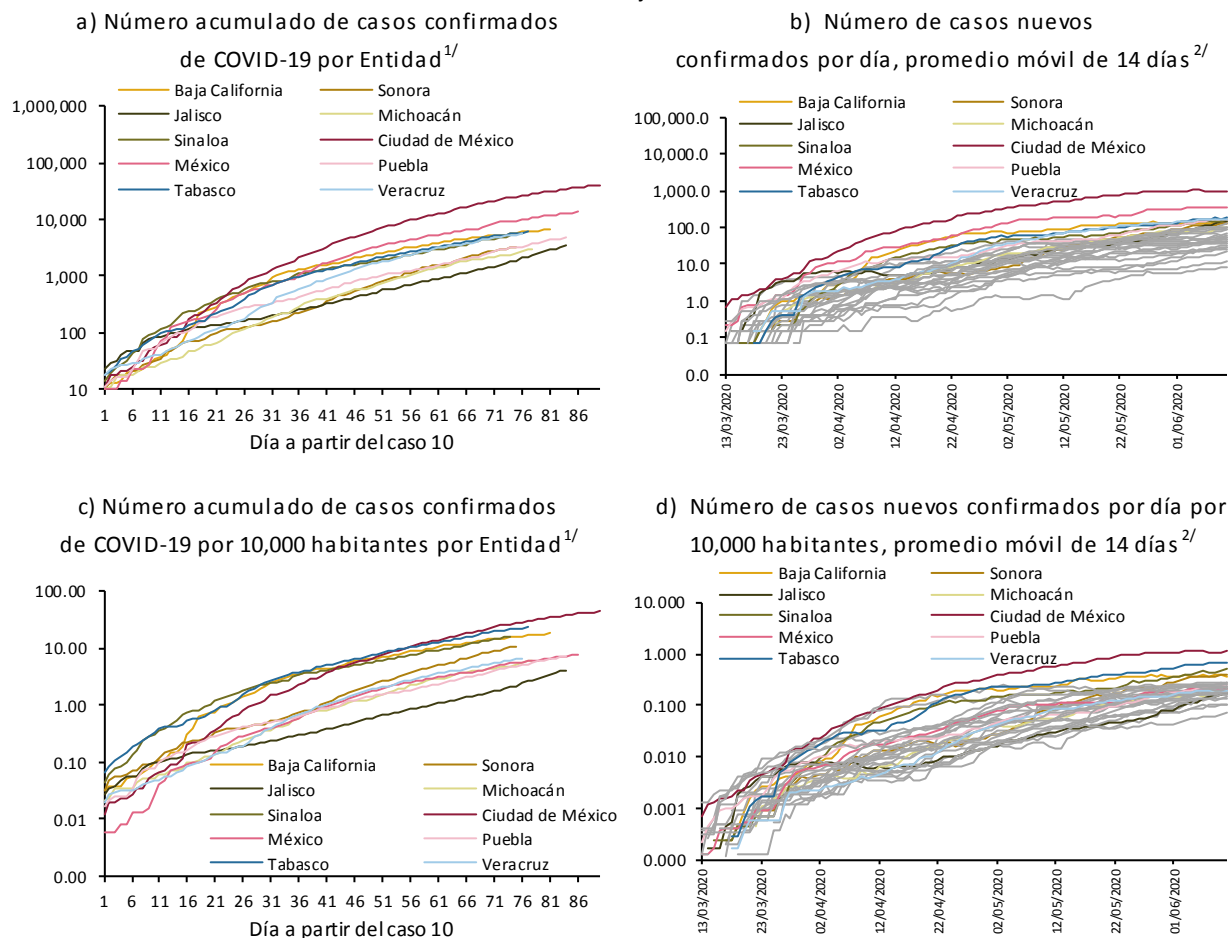 a) Número acumulado de casos confirmados
de COVID-19 por Entidad1/
Baja California Sonora
Jalisco Michoacán
Sinaloa Ciudad de México
México Puebla
Tabasco Veracruz
1,000,000
100,000
10,000
1,000
100
10
1 6 11 16 21 26 31 36 41 46 51 56 61 66 71 76 81 86
Día a partir del caso 10
b) Número de casos nuevos
confirmados por día, promedio móvil de 14 días2/
Baja California Sonora
Jalisco Michoacán
Sinaloa Ciudad de México
México Puebla
Tabasco Veracruz
100,000.0
10,000.0
1,000.0
100.0
10.0
1.0
0.1
0.0
13/03/2020 23/03/2020 02/04/2020 12/04/2020 22/04/2020 02/05/2020 12/05/2020 22/05/2020 01/06/2020
c) Número acumulado de casos confirmados
de COVID-19 por 10,000 habitantes por Entidad1/
100.00
10.00
1.00
0.10
0.01
0.00
Baja California Sonora
Jalisco Michoacán
Sinaloa Ciudad de México
México Puebla
Tabasco Veracruz
1 6 11 16 21 26 31 36 41 46 51 56 61 66 71 76 81 86
Día a partir del caso 10
d) Número de casos nuevos confirmados por día por
10,000 habitantes, promedio móvil de 14 días2/
Baja California Sonora
Jalisco Michoacán
Sinaloa Ciudad de México
México Puebla
Tabasco Veracruz
10.000
1.000
0.100
0.010
0.001
0.000
13/03/2020 23/03/2020 02/04/2020 12/04/2020 22/04/2020 02/05/2020 12/05/2020 22/05/2020 01/06/2020